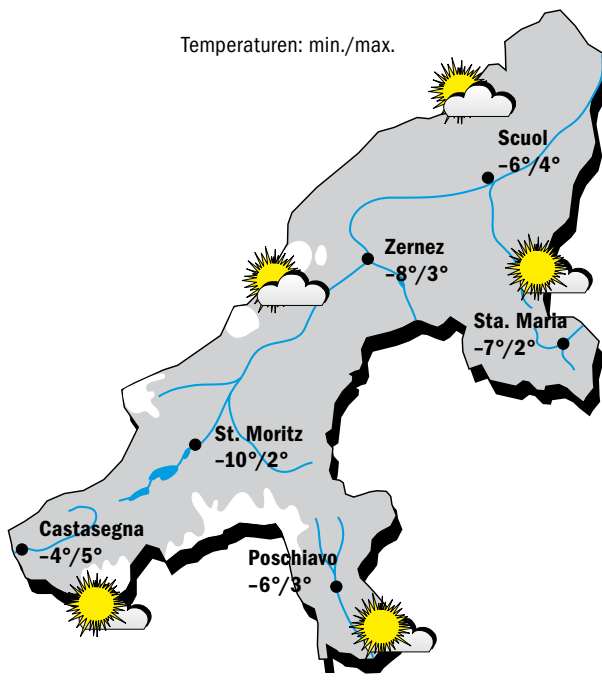 Temperaturen: min./max.
Scuol
–6°/4°
Zernez
–8°/3°
Sta. Maria
–7°/2°
St. Moritz
–10°/2°
Castasegna
–4°/5°
Poschiavo
–6°/3°